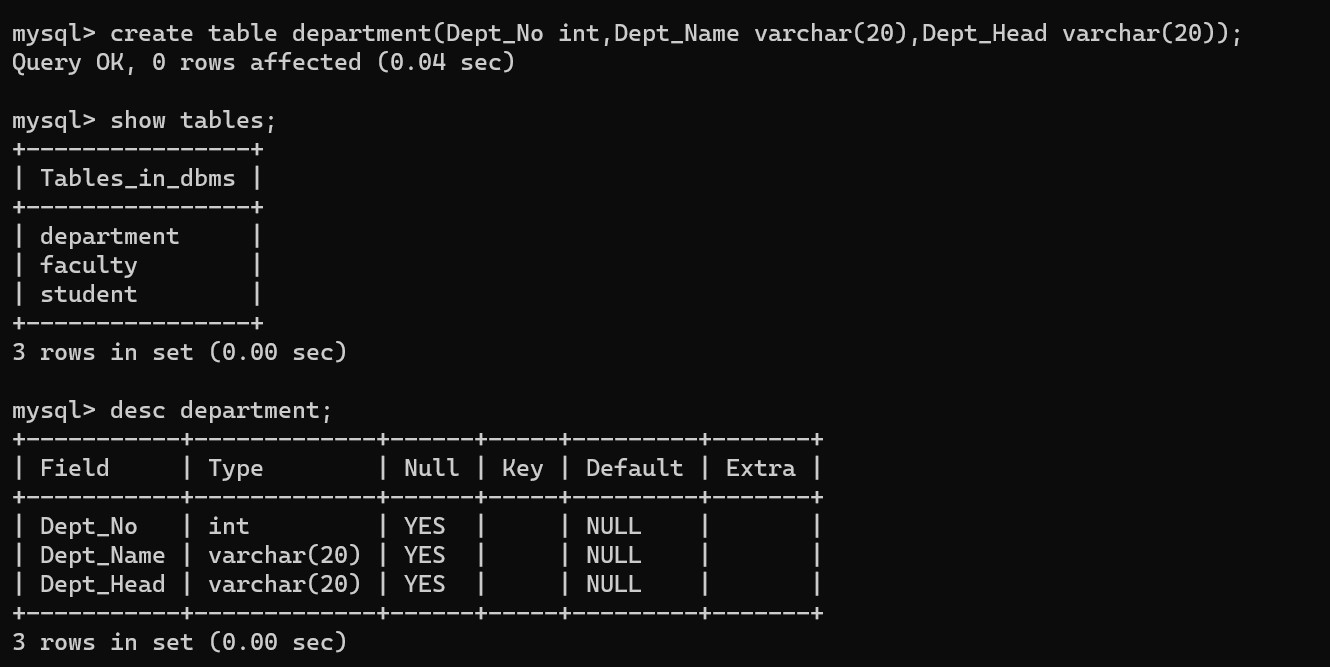 mysql> create table department(Dept_No int,Dept_Name varchar(20),Dept_Head varchar(20));
Query OK, 0 rows affected (0.04 sec)

mysql> show tables;
+----------------+
| Tables_in_dbms |
+----------------+
| department     |
| faculty        |
| student        |
+----------------+
3 rows in set (0.00 sec)

mysql> desc department;
+-----------+-------------+------+-----+---------+-------+
| Field     | Type        | Null | Key | Default | Extra |
+-----------+-------------+------+-----+---------+-------+
| Dept_No   | int         | YES  |     | NULL    |       |
| Dept_Name | varchar(20) | YES  |     | NULL    |       |
| Dept_Head | varchar(20) | YES  |     | NULL    |       |
+-----------+-------------+------+-----+---------+-------+
3 rows in set (0.00 sec)